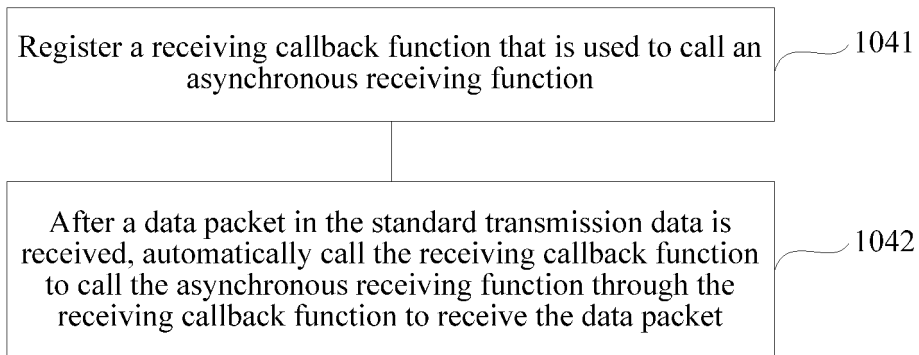 Register a receiving callback function that is used to call an
asynchronous receiving function
1041
After a data packet in the standard transmission data is
received, automatically call the receiving callback function
to call the asynchronous receiving function through the
receiving callback function to receive the data packet
1042